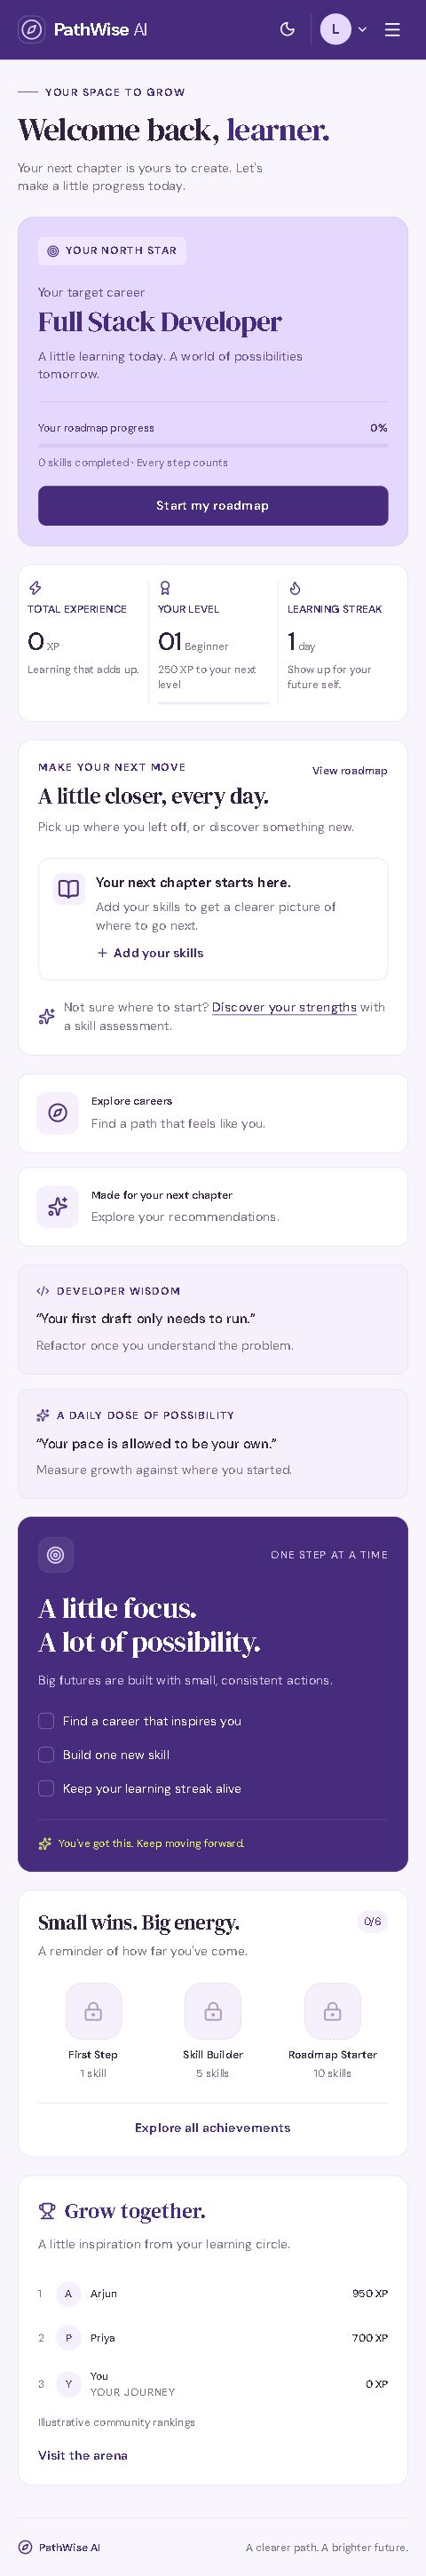 PathWise AI
L
YOUR SPACE TO GROW
Welcome back, learner.
Your next chapter is yours to create. Let's
make a little progress today.
YOUR NORTH STAR
Your target career
Full Stack Developer
A little learning today. A world of possibilities
tomorrow.
Your roadmap progress 0%
0 skills completed · Every step counts
Start my roadmap
TOTAL EXPERIENCE
0 XP
Learning that adds up.
YOUR LEVEL
01 Beginner
250 XP to your next
level
LEARNING STREAK
1 day
Show up for your
future self.
MAKE YOUR NEXT MOVE
View roadmap
A little closer, every day.
Pick up where you left off, or discover something new.
Your next chapter starts here.
Add your skills to get a clearer picture of
where to go next.
+ Add your skills
Not sure where to start? Discover your strengths with
a skill assessment.
Explore careers
Find a path that feels like you.
Made for your next chapter
Explore your recommendations.
DEVELOPER WISDOM
“Your first draft only needs to run.”
Refactor once you understand the problem.
A DAILY DOSE OF POSSIBILITY
“Your pace is allowed to be your own.”
Measure growth against where you started.
ONE STEP AT A TIME
A little focus.
A lot of possibility.
Big futures are built with small, consistent actions.
Find a career that inspires you
Build one new skill
Keep your learning streak alive
You've got this. Keep moving forward.
Small wins. Big energy.
0/6
A reminder of how far you've come.
First Step
1 skill
Skill Builder
5 skills
Roadmap Starter
10 skills
Explore all achievements
Grow together.
A little inspiration from your learning circle.
1 A Arjun 950 XP
2 P Priya 700 XP
3 Y You 0 XP
YOUR JOURNEY
Illustrative community rankings
Visit the arena
PathWise AI
A clearer path. A brighter future.